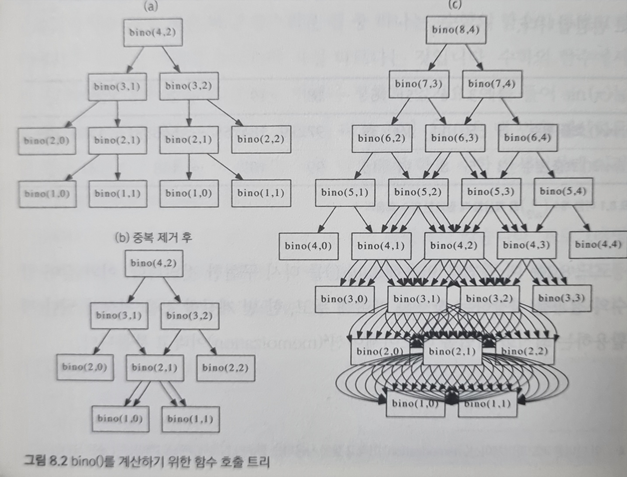 (a)
bino(4,2)
bino(3,1) bino(3,2)
bino(2,0) bino(2,1) bino(2,1) bino(2,2)
bino(1,0) bino(1,1) bino(1,0) bino(1,1)
(b) 중복 제거 후
bino(4,2)
bino(3,1) bino(3,2)
bino(2,0) bino(2,1) bino(2,2)
bino(1,0) bino(1,1)
(c)
bino(8,4)
bino(7,3) bino(7,4)
bino(6,2) bino(6,3) bino(6,4)
bino(5,1) bino(5,2) bino(5,3) bino(5,4)
bino(4,0) bino(4,1) bino(4,2) bino(4,3) bino(4,4)
bino(3,0) bino(3,1) bino(3,2) bino(3,3)
bino(2,0) bino(2,1) bino(2,2)
bino(1,0) bino(1,1)
그림 8.2 bino()를 계산하기 위한 함수 호출 트리